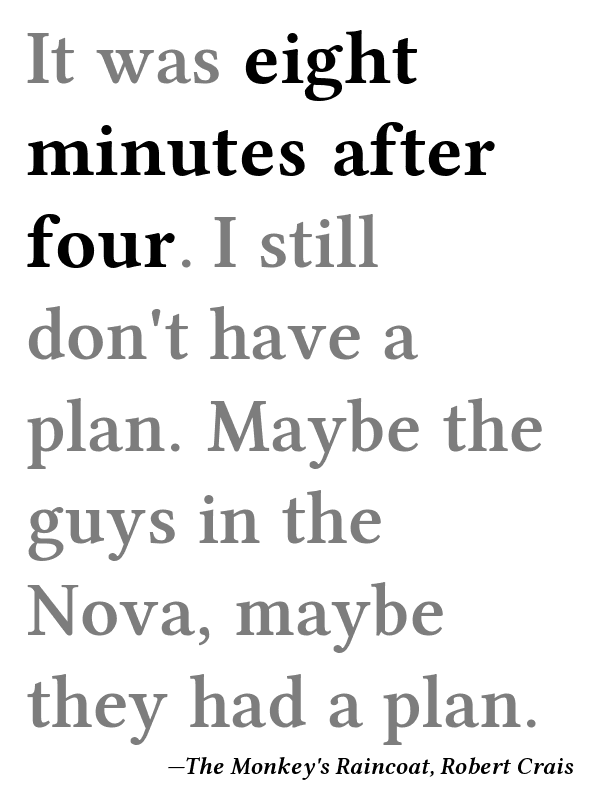 It was eight
minutes after
four. I still
don't have a
plan. Maybe the
guys in the
Nova, maybe
they had a plan.
—The Monkey's Raincoat, Robert Crais